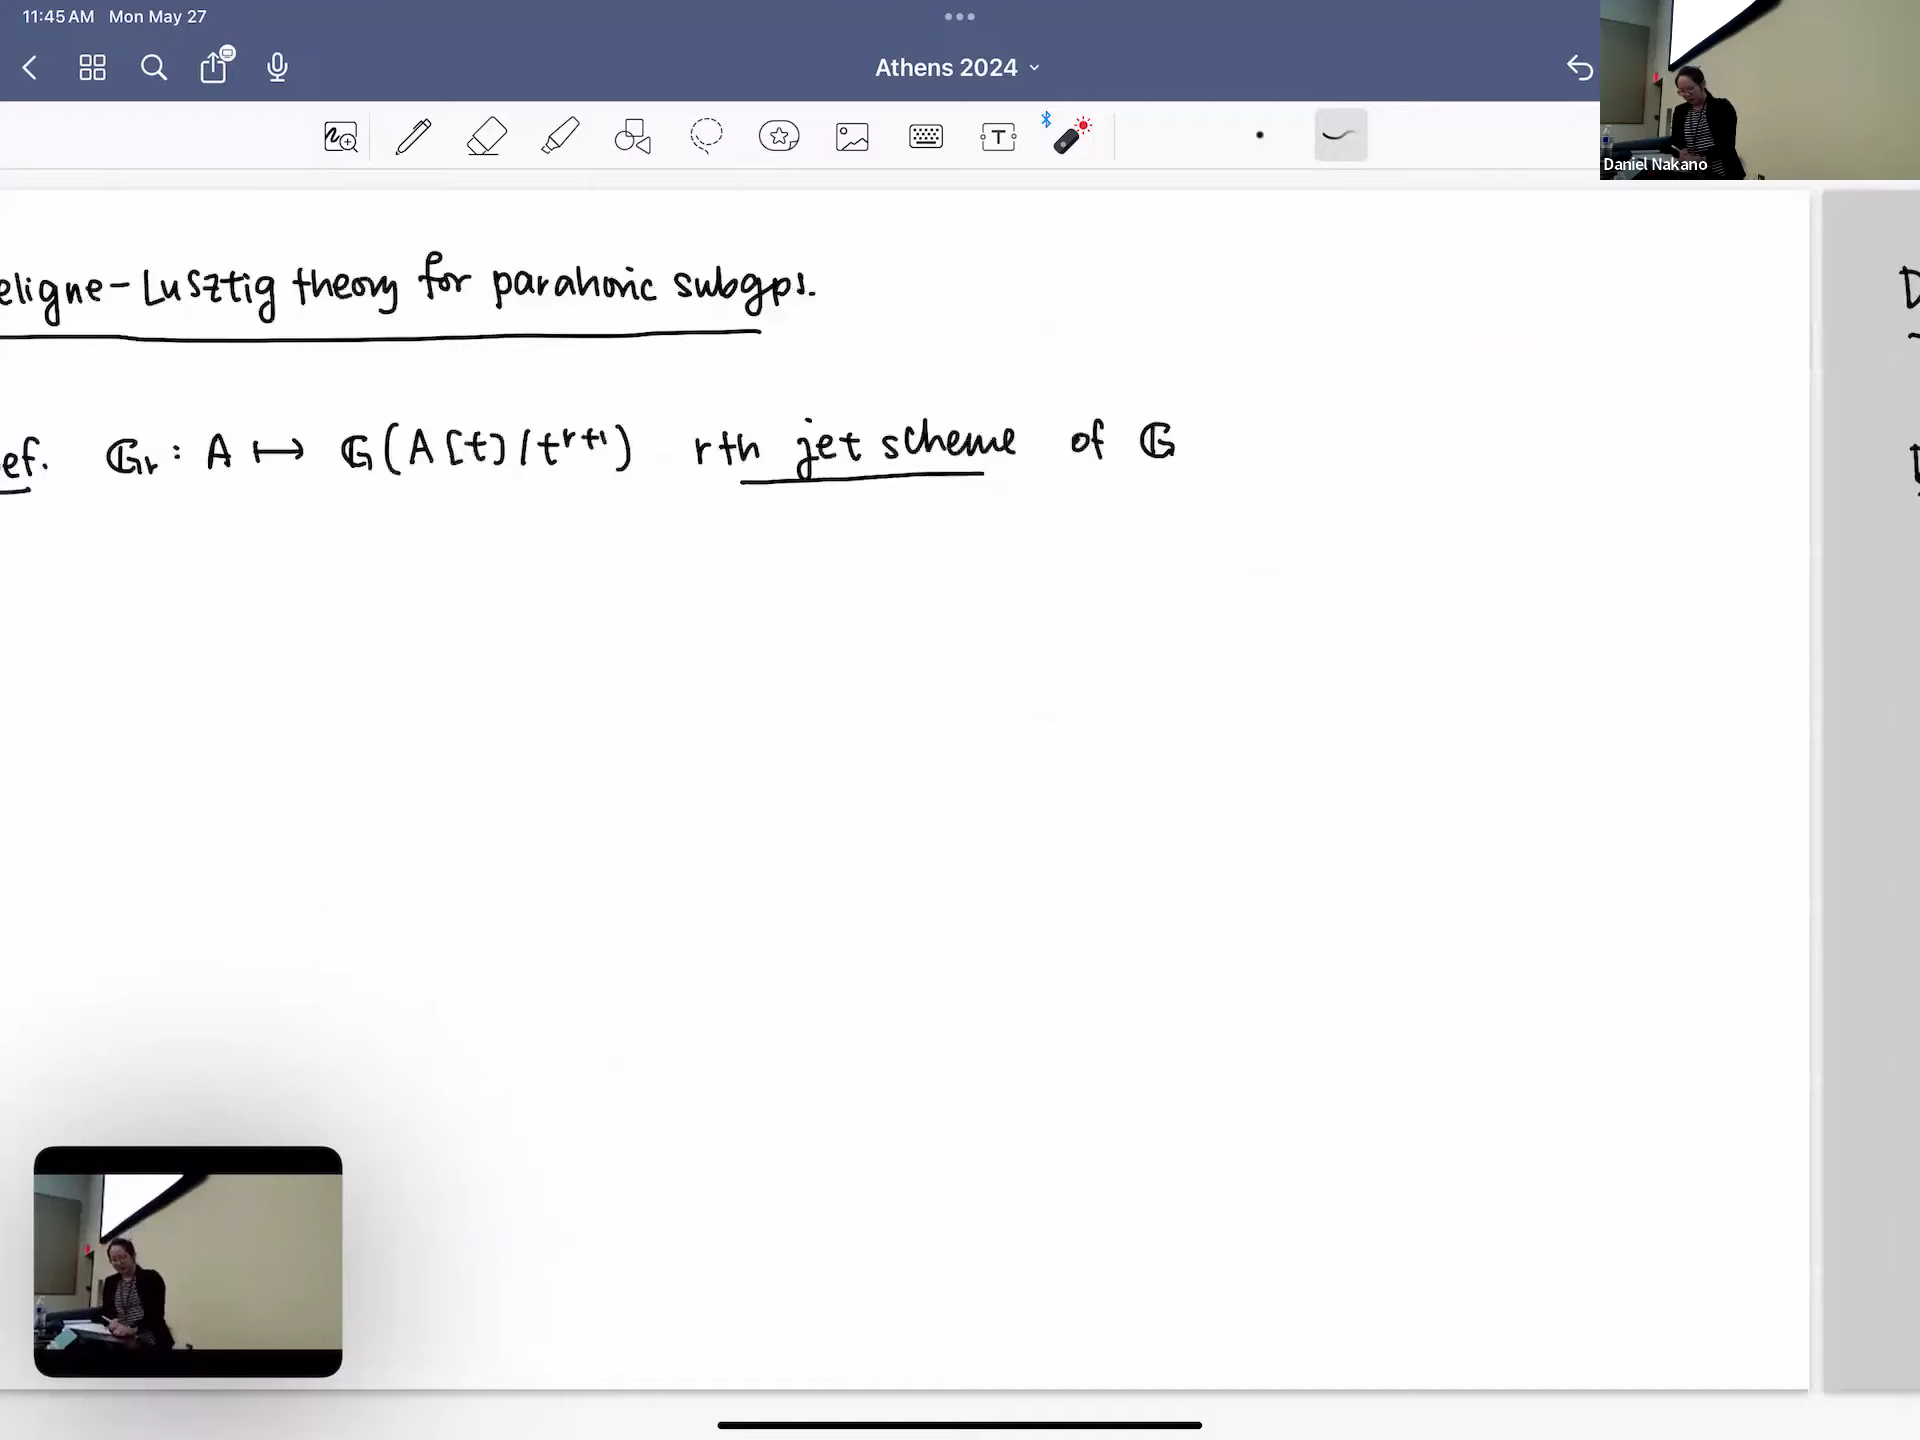 11:45 AM Mon May 27
Athens 2024
Daniel Nakano
eligne-Lusztig theory for parahoric subgps.
ef. 𝔾r : A ↦ 𝔾(A[t]/t^{r+1}) rth jet scheme of 𝔾